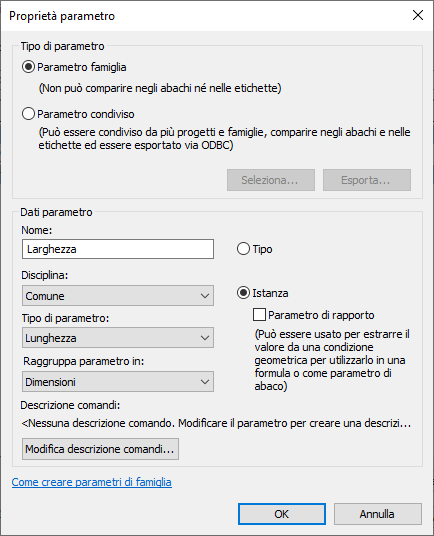 Proprietà parametro
Tipo di parametro
Parametro famiglia
(Non può comparire negli abachi né nelle etichette)
Parametro condiviso
(Può essere condiviso da più progetti e famiglie, comparire negli abachi e nelle
etichette ed essere esportato via ODBC)
Seleziona...
Esporta...
Dati parametro
Nome:
Larghezza
Tipo
Disciplina:
Comune
Istanza
Tipo di parametro:
Parametro di rapporto
Lunghezza
(Può essere usato per estrarre il
valore da una condizione
geometrica per utilizzarlo in una
formula o come parametro di
abaco)
Raggruppa parametro in:
Dimensioni
Descrizione comandi:
<Nessuna descrizione comando. Modificare il parametro per creare una descrizi...
Modifica descrizione comandi...
Come creare parametri di famiglia
OK
Annulla